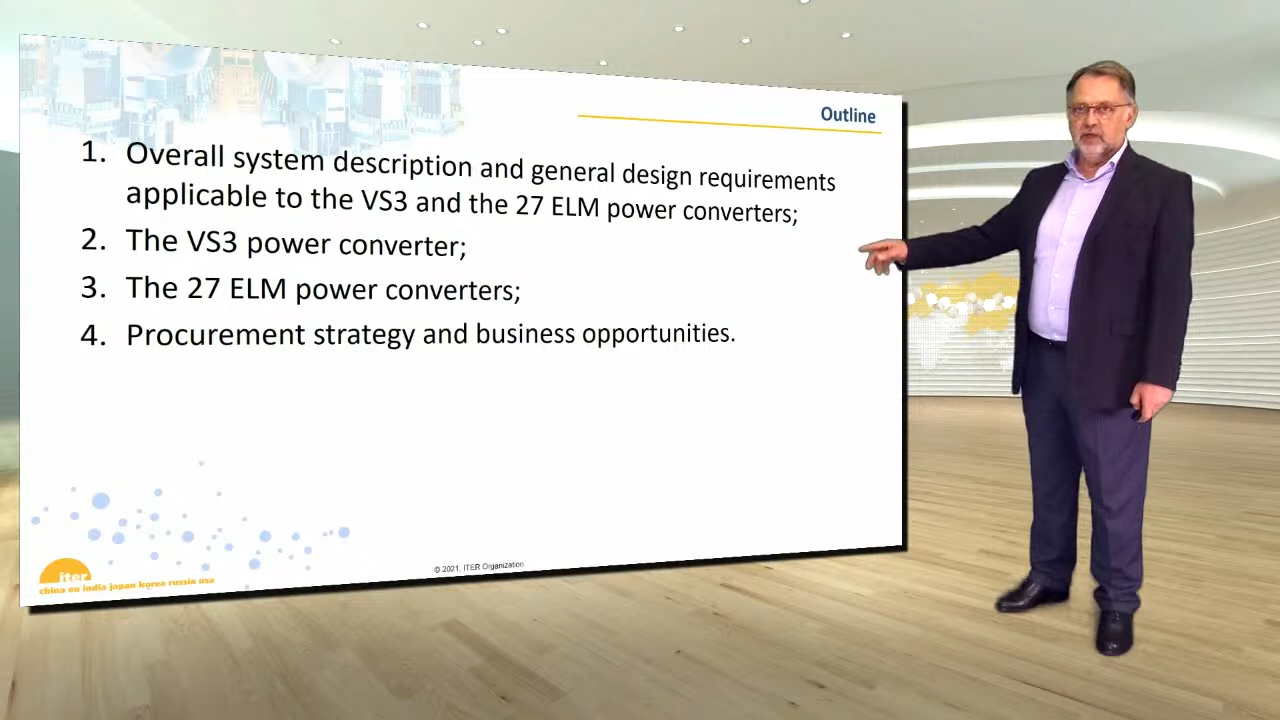 Outline
1. Overall system description and general design requirements
applicable to the VS3 and the 27 ELM power converters;
2. The VS3 power converter;
3. The 27 ELM power converters;
4. Procurement strategy and business opportunities.
iter
china eu india japan korea russia usa
© 2021, ITER Organization